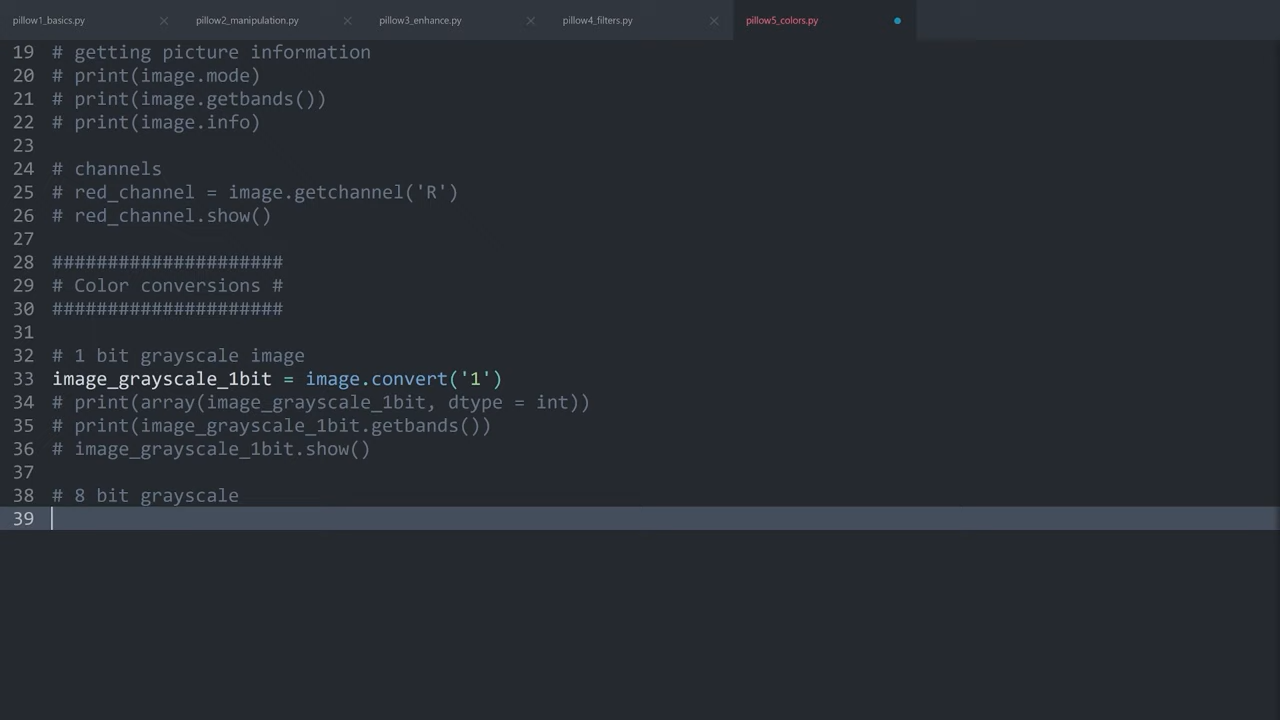 pillow1_basics.py pillow2_manipulation.py pillow3_enhance.py pillow4_filters.py pillow5_colors.py
19 # getting picture information
20 # print(image.mode)
21 # print(image.getbands())
22 # print(image.info)
23
24 # channels
25 # red_channel = image.getchannel('R')
26 # red_channel.show()
27
28 #####################
29 # Color conversions #
30 #####################
31
32 # 1 bit grayscale image
33 image_grayscale_1bit = image.convert('1')
34 # print(array(image_grayscale_1bit, dtype = int))
35 # print(image_grayscale_1bit.getbands())
36 # image_grayscale_1bit.show()
37
38 # 8 bit grayscale
39